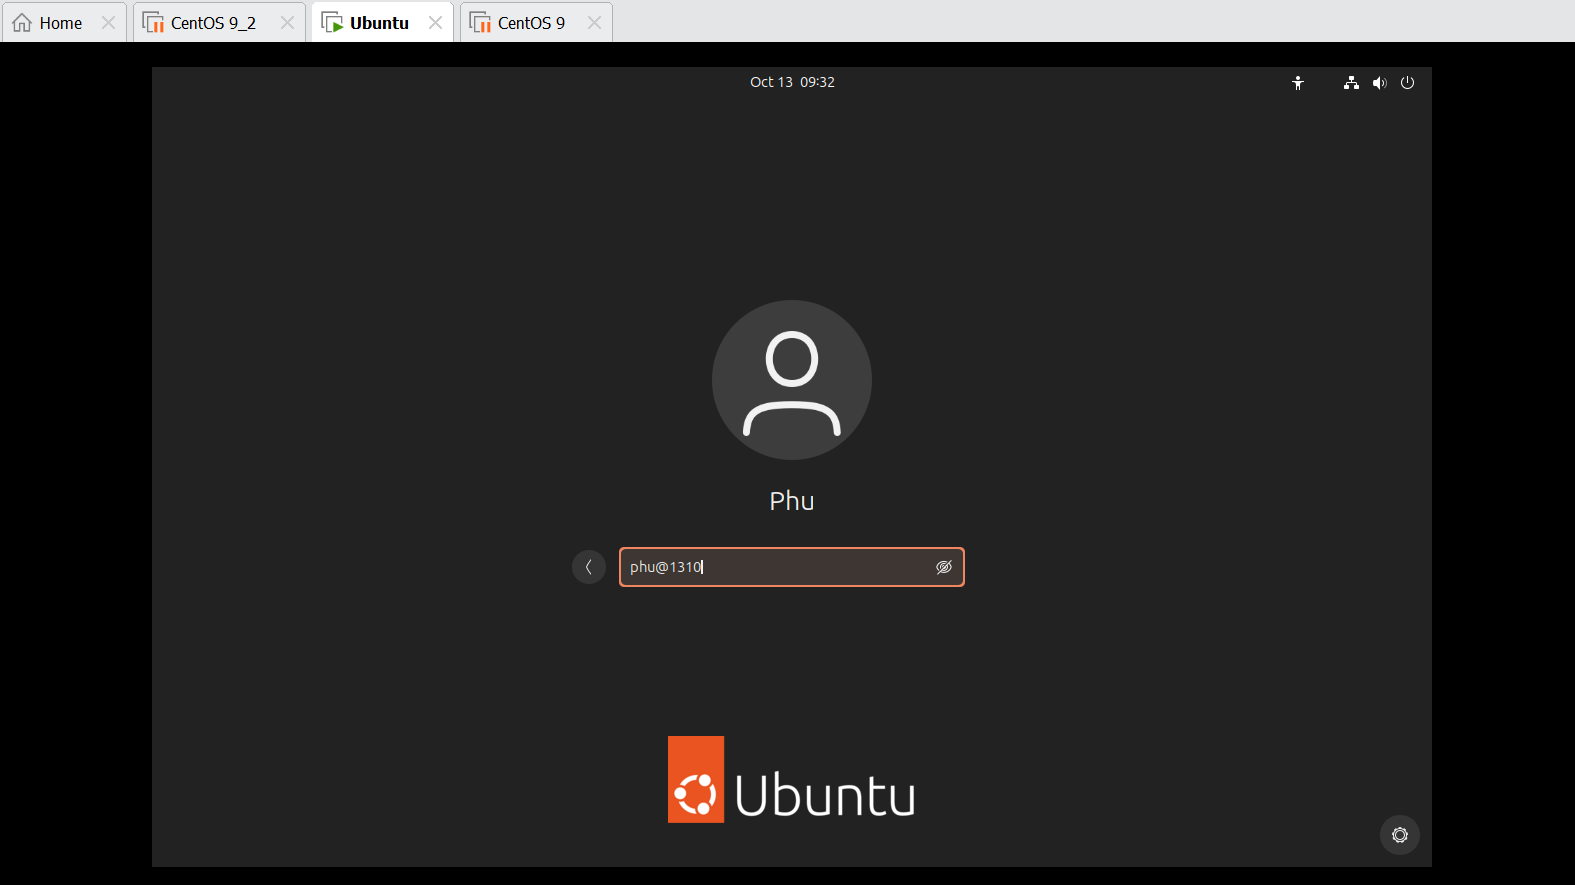 Home
CentOS 9_2
Ubuntu
CentOS 9
Oct 13 09:32
Phu
phu@1310
Ubuntu